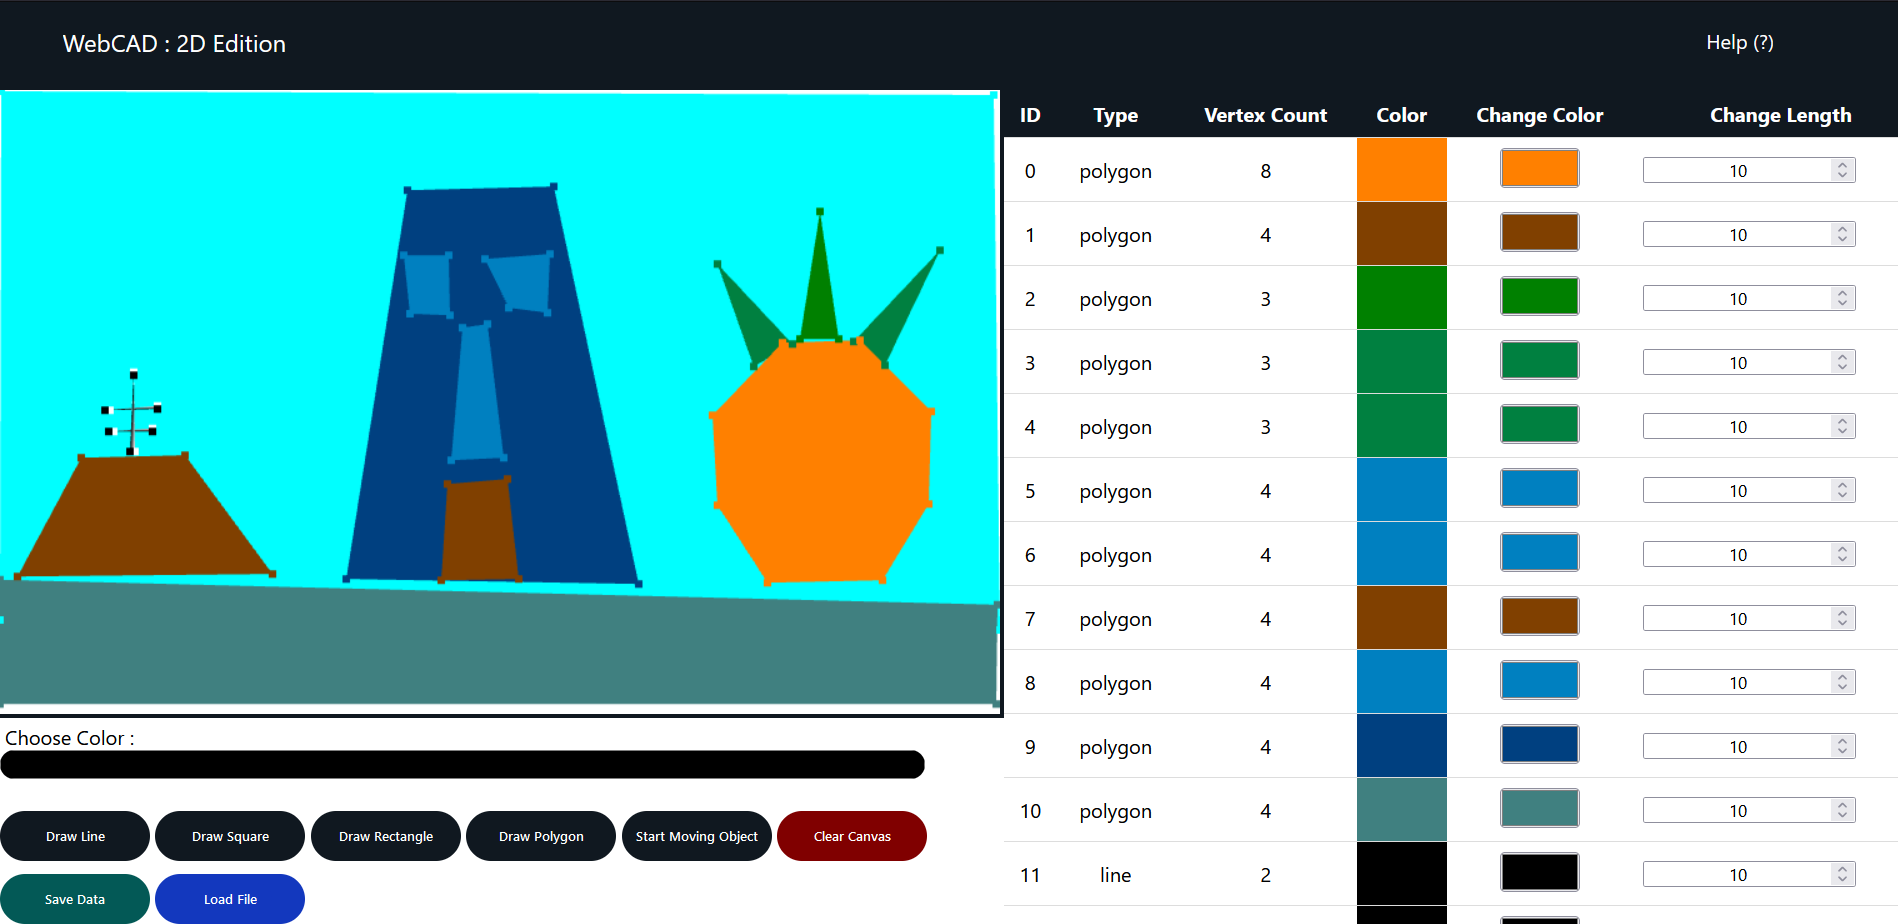 WebCAD : 2D Edition
Help (?)
ID Type Vertex Count Color Change Color Change Length
0 polygon 8 10
1 polygon 4 10
2 polygon 3 10
3 polygon 3 10
4 polygon 3 10
5 polygon 4 10
6 polygon 4 10
7 polygon 4 10
8 polygon 4 10
9 polygon 4 10
10 polygon 4 10
11 line 2 10
Choose Color :
Draw Line
Draw Square
Draw Rectangle
Draw Polygon
Start Moving Object
Clear Canvas
Save Data
Load File